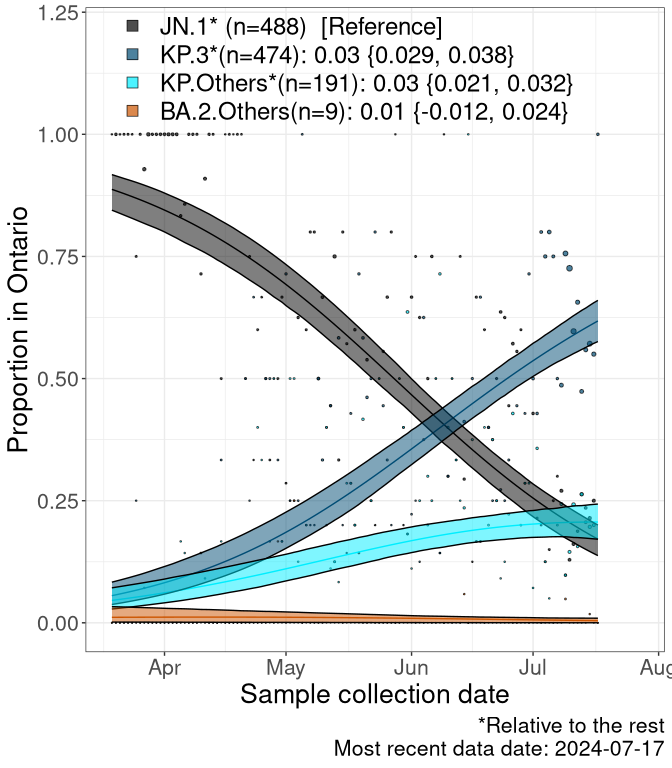 JN.1* (n=488)  [Reference]
KP.3*(n=474): 0.03 {0.029, 0.038}
KP.Others*(n=191): 0.03 {0.021, 0.032}
BA.2.Others(n=9): 0.01 {-0.012, 0.024}
1.25
1.00
0.75
0.50
0.25
0.00
Proportion in Ontario
Apr May Jun Jul Aug
Sample collection date
*Relative to the rest
Most recent data date: 2024-07-17